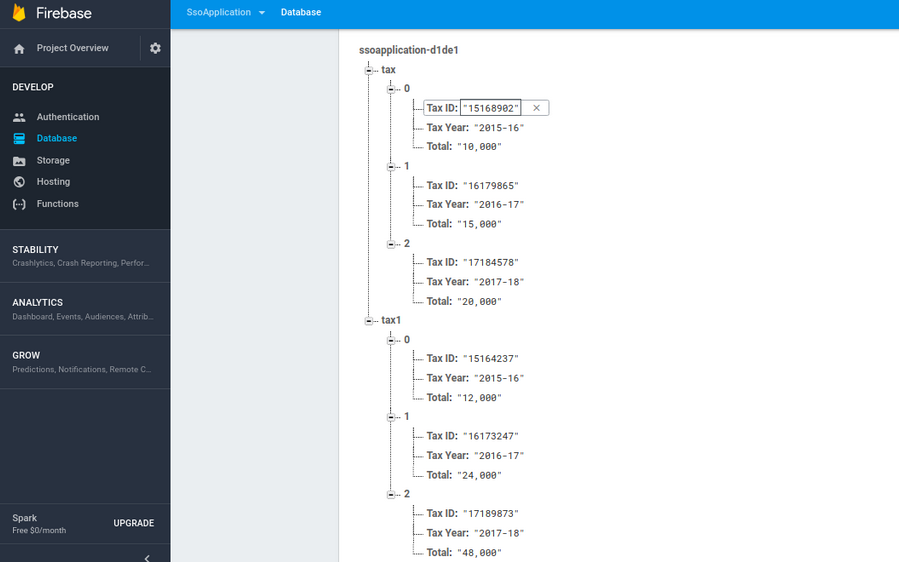 Firebase
SsoApplication Database
Project Overview
DEVELOP
Authentication
Database
Storage
Hosting
Functions
STABILITY
Crashlytics, Crash Reporting, Perfor...
ANALYTICS
Dashboard, Events, Audiences, Attrib...
GROW
Predictions, Notifications, Remote C...
Spark
Free $0/month
UPGRADE
ssoapplication-d1de1
tax
0
Tax ID: "15168902"
Tax Year: "2015-16"
Total: "10,000"
1
Tax ID: "16179865"
Tax Year: "2016-17"
Total: "15,000"
2
Tax ID: "17184578"
Tax Year: "2017-18"
Total: "20,000"
tax1
0
Tax ID: "15164237"
Tax Year: "2015-16"
Total: "12,000"
1
Tax ID: "16173247"
Tax Year: "2016-17"
Total: "24,000"
2
Tax ID: "17189873"
Tax Year: "2017-18"
Total: "48,000"